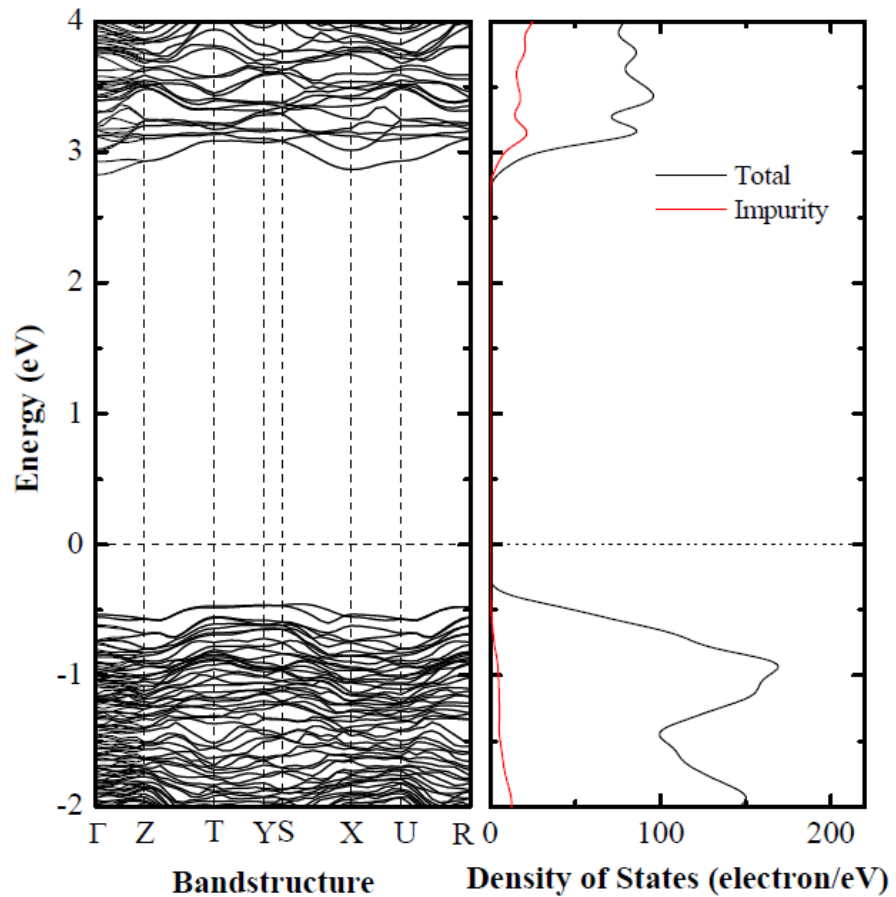 Energy (eV)
4
3
2
1
0
-1
-2
Γ Z T Y S X U R
Bandstructure
Total
Impurity
0 100 200
Density of States (electron/eV)